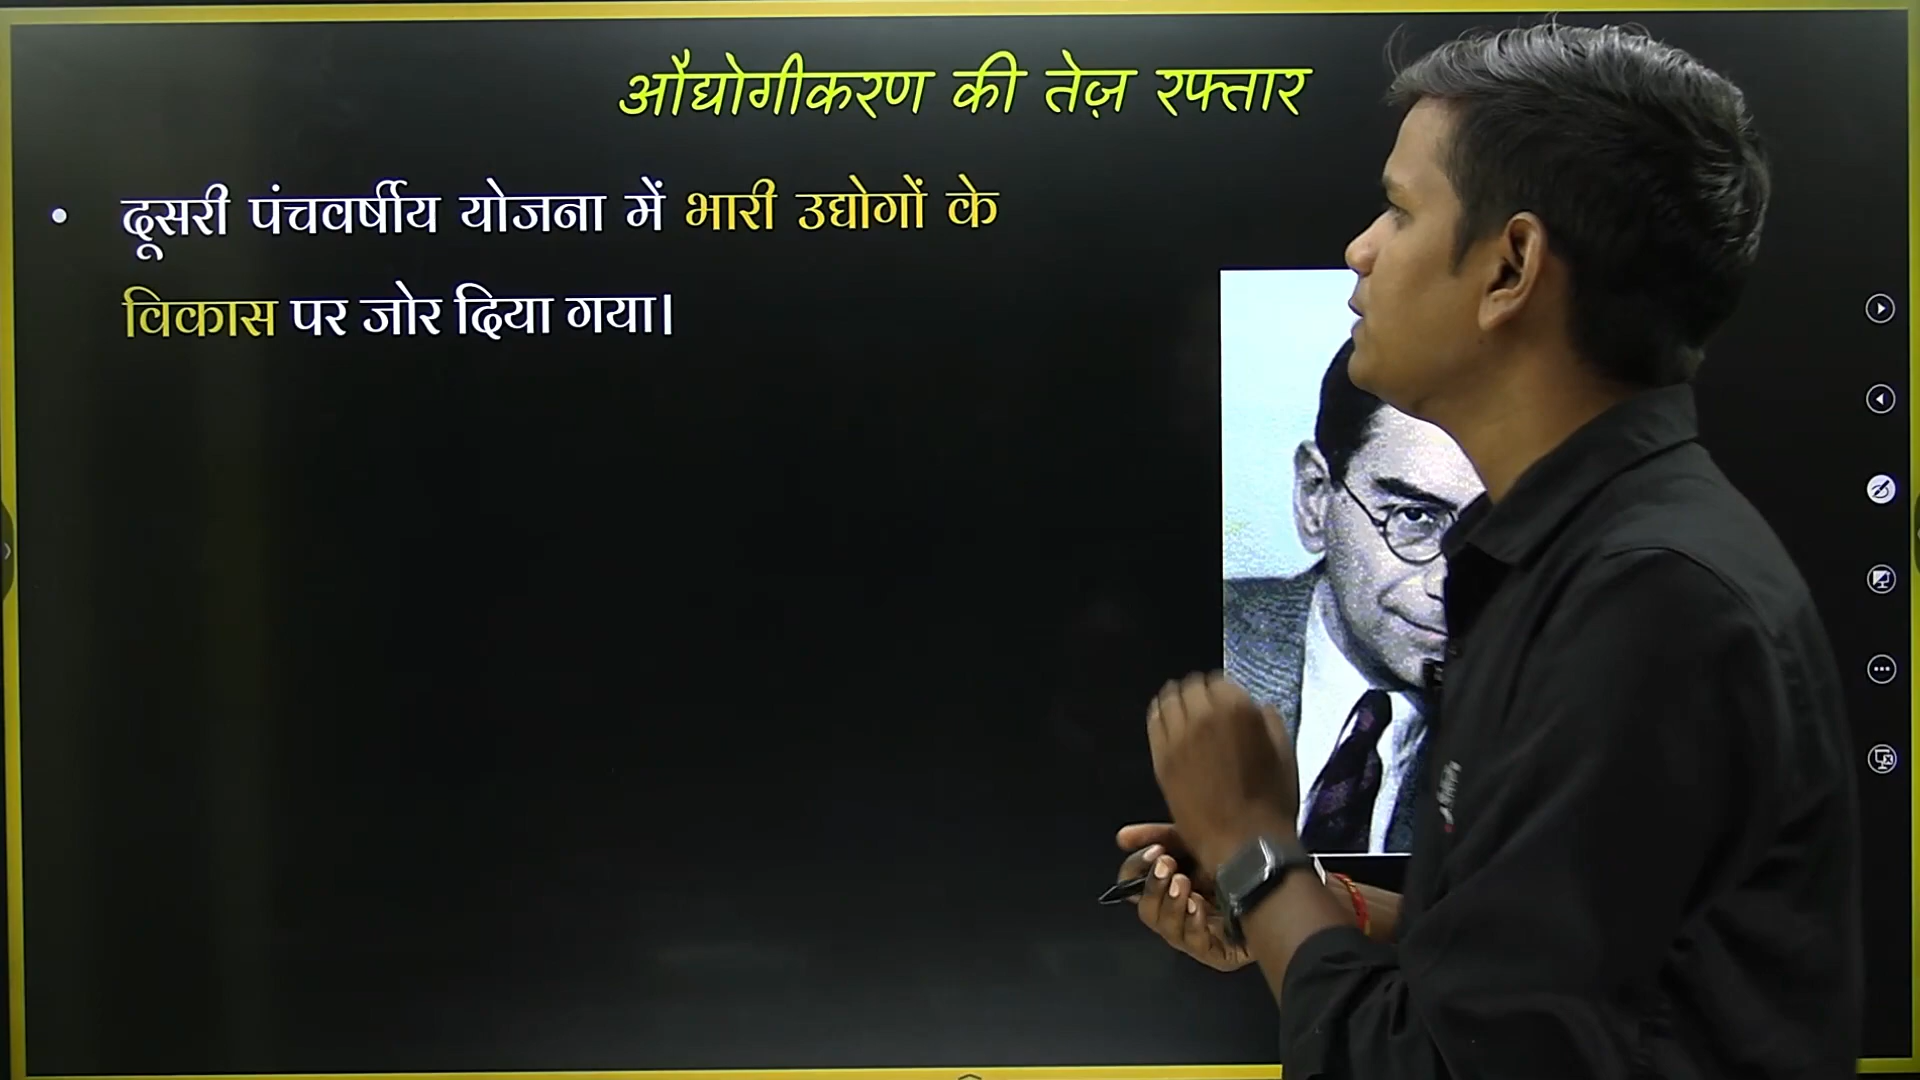 औद्योगीकरण की तेज़ रफ्तार
• दूसरी पंचवर्षीय योजना में भारी उद्योगों के
विकास पर जोर दिया गया।